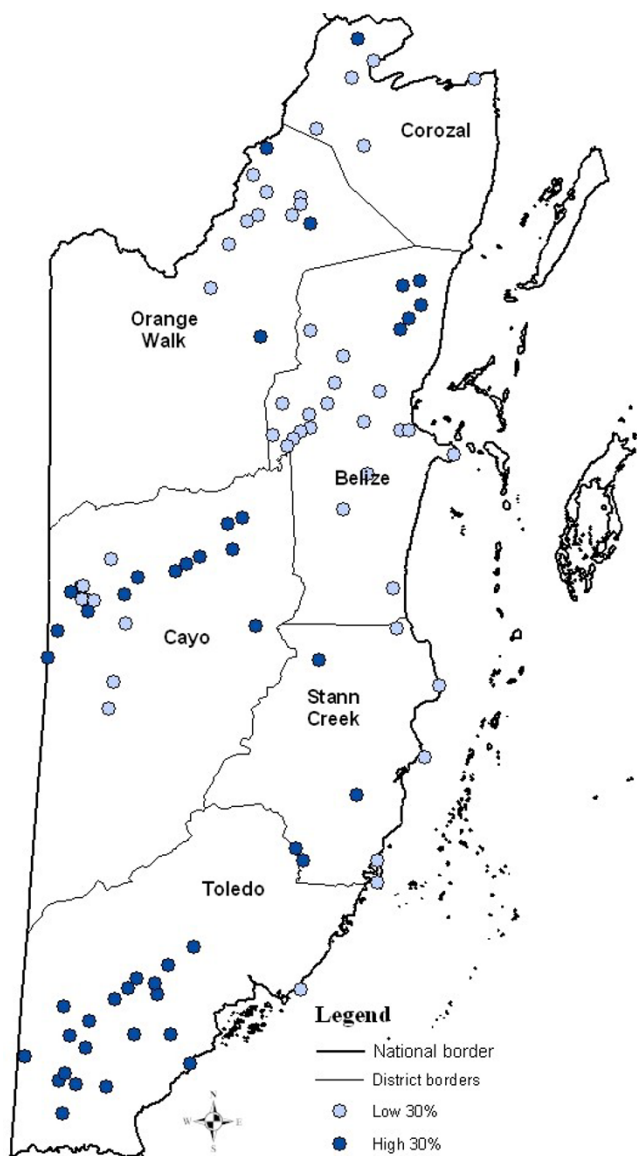 Corozal
Orange
Walk
Belize
Cayo
Stann
Creek
Toledo
Legend
National border
District borders
Low 30%
High 30%
N
W E
S